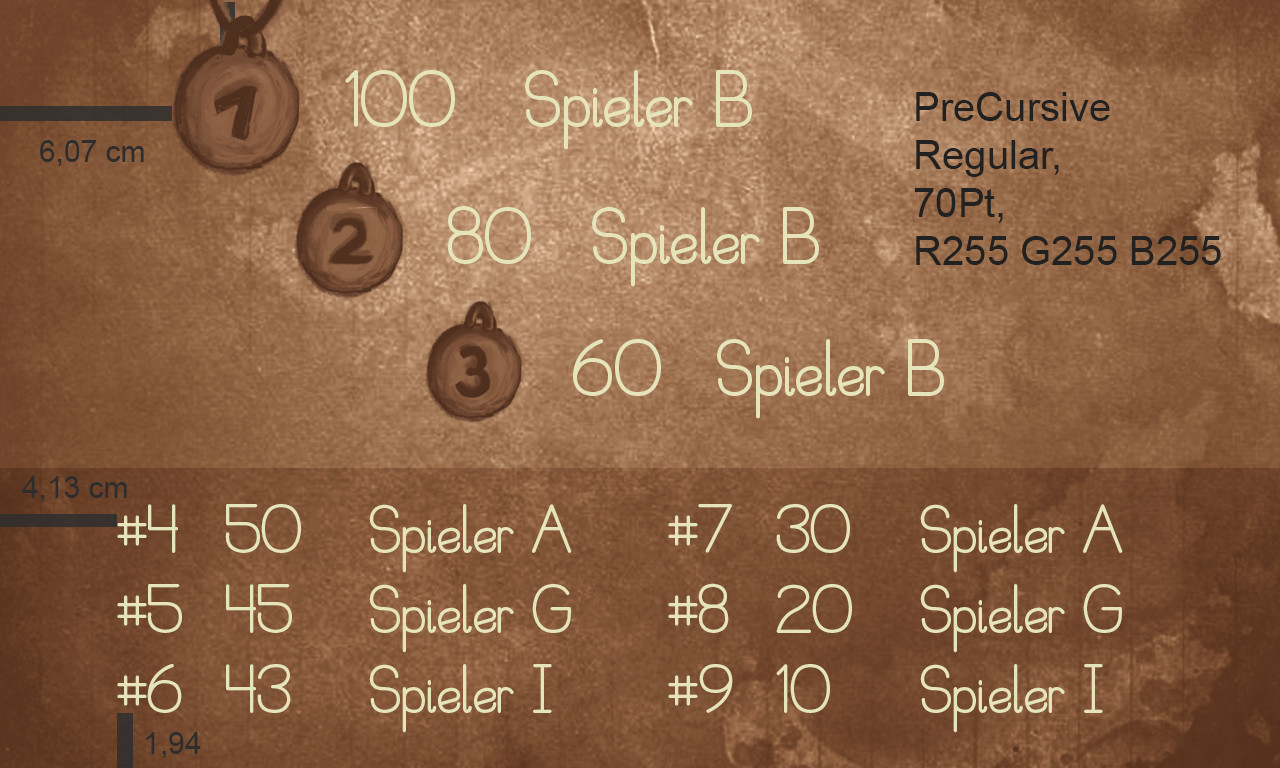 1 100 Spieler B
6,07 cm
2 80 Spieler B
3 60 Spieler B
PreCursive
Regular,
70Pt,
R255 G255 B255
4,13 cm
#4 50 Spieler A
#5 45 Spieler G
#6 43 Spieler I
#7 30 Spieler A
#8 20 Spieler G
#9 10 Spieler I
1,94